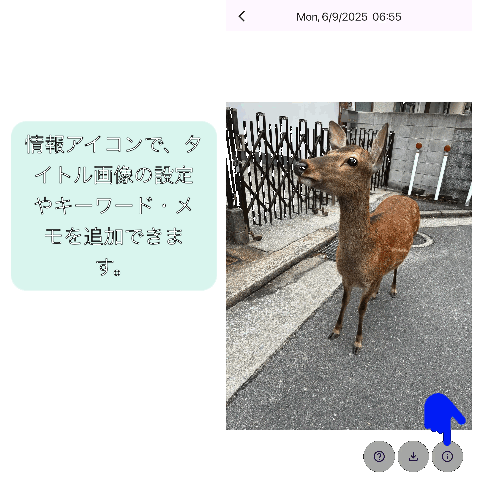 情報アイコンで、タ
イトル画像の設定
やキーワード・メ
モを追加できま
す。
Mon, 6/9/2025 06:55